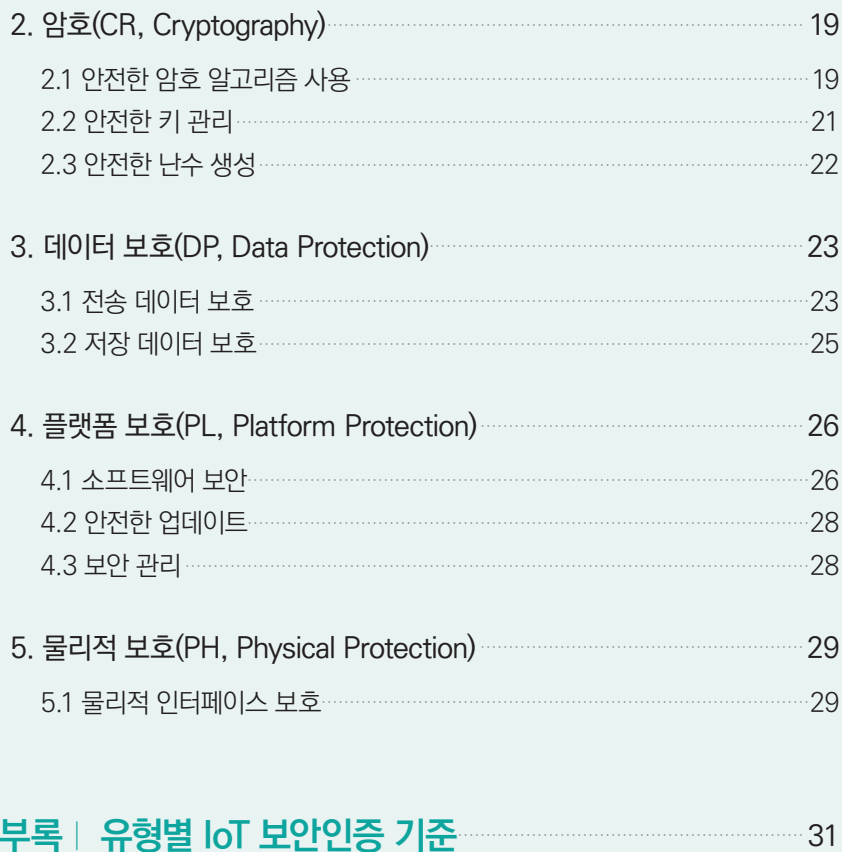 2. 암호(CR, Cryptography) 19
2.1 안전한 암호 알고리즘 사용 19
2.2 안전한 키 관리 21
2.3 안전한 난수 생성 22
3. 데이터 보호(DP, Data Protection) 23
3.1 전송 데이터 보호 23
3.2 저장 데이터 보호 25
4. 플랫폼 보호(PL, Platform Protection) 26
4.1 소프트웨어 보안 26
4.2 안전한 업데이트 28
4.3 보안 관리 28
5. 물리적 보호(PH, Physical Protection) 29
5.1 물리적 인터페이스 보호 29
부록 | 유형별 IoT 보안인증 기준 31